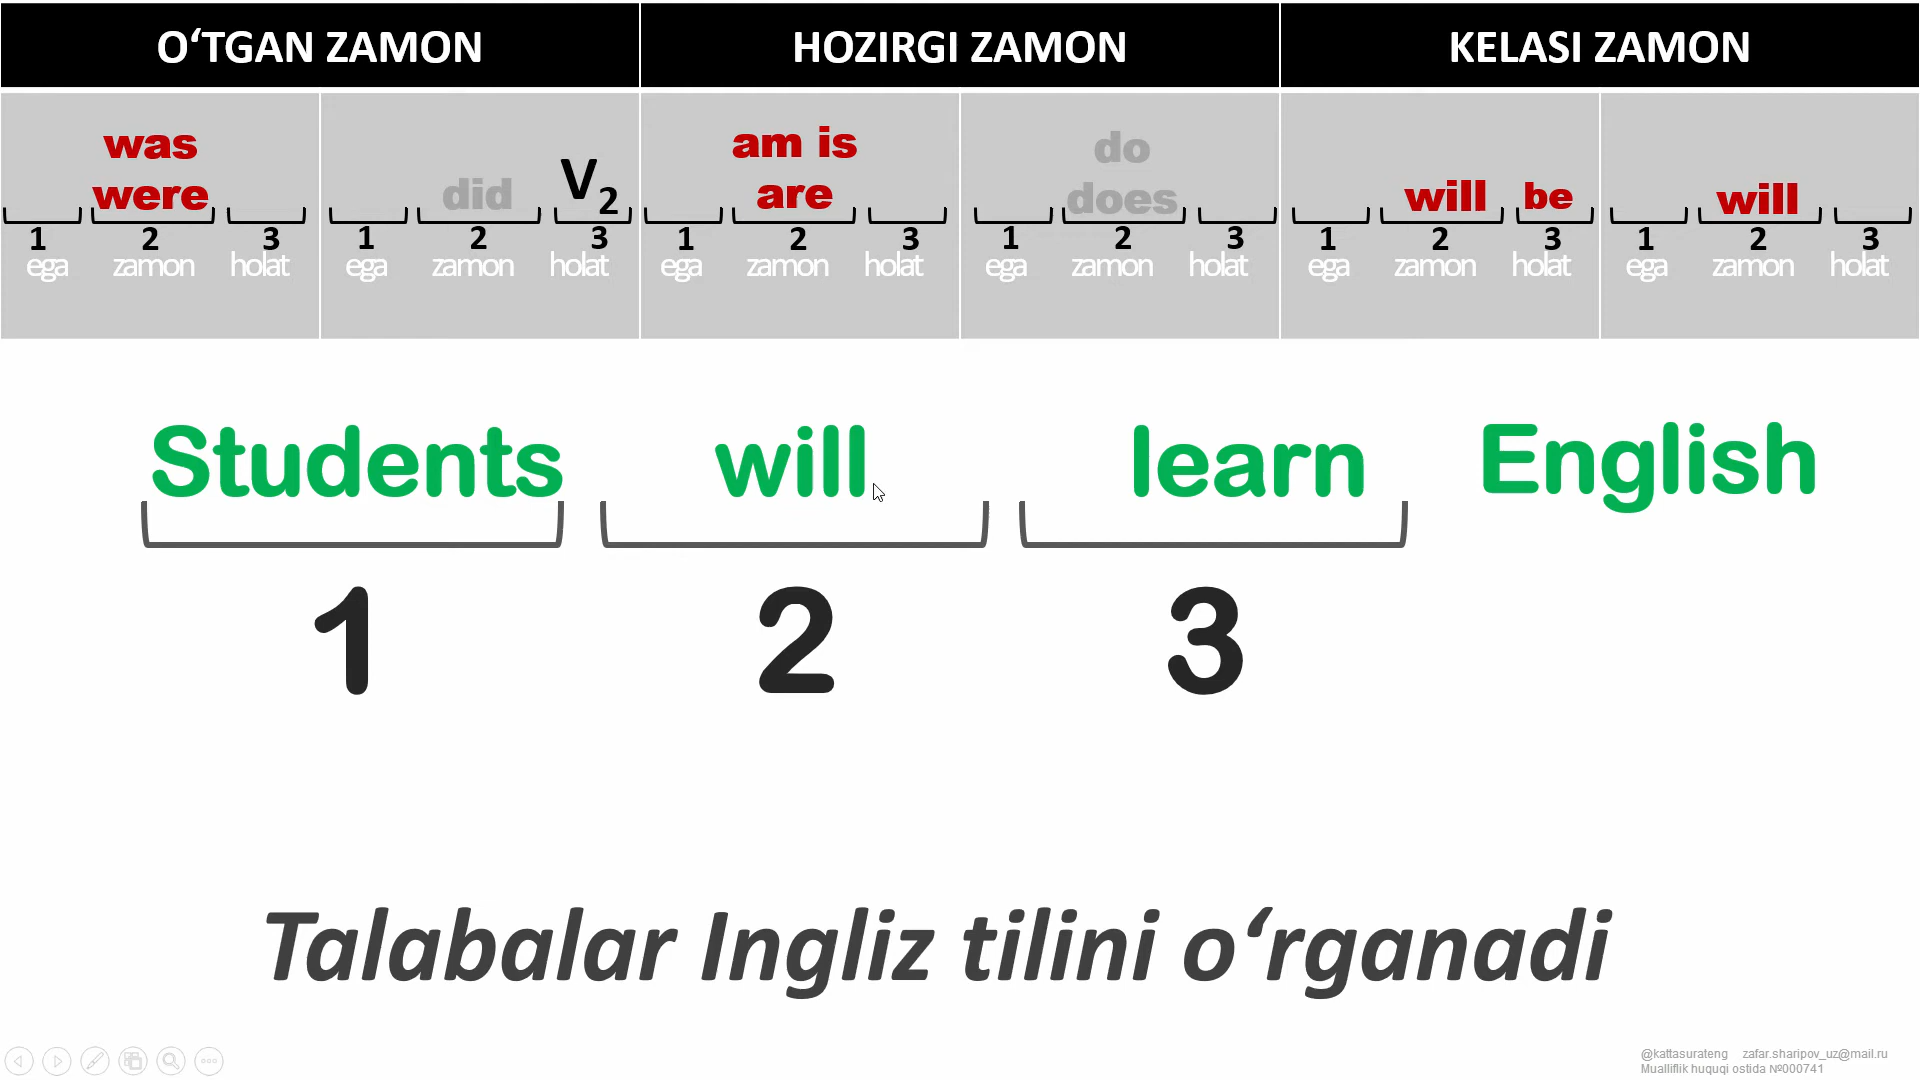 OʻTGAN ZAMON HOZIRGI ZAMON KELASI ZAMON
was am is do
were did V2 are does will be will
1 2 3 1 2 3 1 2 3 1 2 3 1 2 3 1 2 3
ega zamon holat ega zamon holat ega zamon holat ega zamon holat ega zamon holat ega zamon holat
Students will learn English
1 2 3
Talabalar Ingliz tilini oʻrganadi
@kattasurateng zafar.sharipov_uz@mail.ru
Mualliflik huquqi ostida №000741